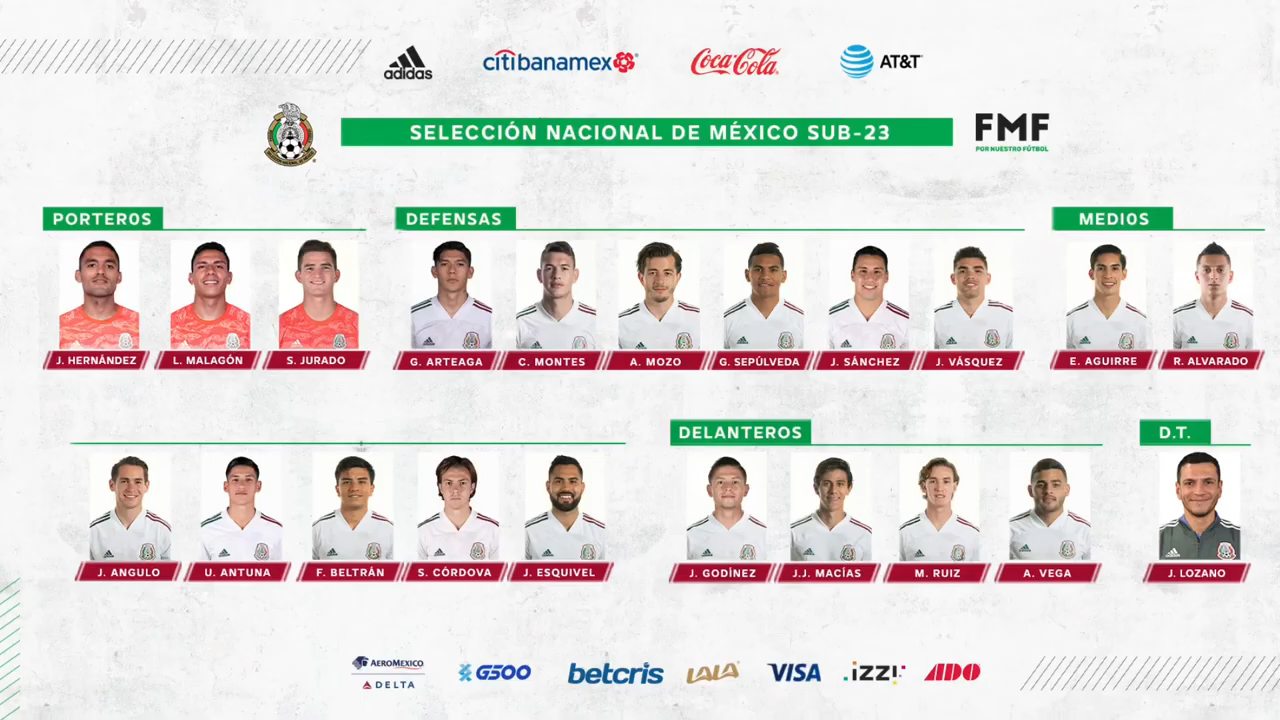 adidas
citibanamex
Coca-Cola
AT&T
SELECCIÓN NACIONAL DE MÉXICO SUB-23
FMF
POR NUESTRO FÚTBOL
PORTEROS
DEFENSAS
MEDIOS
J. HERNÁNDEZ
L. MALAGÓN
S. JURADO
G. ARTEAGA
C. MONTES
A. MOZO
G. SEPÚLVEDA
J. SÁNCHEZ
J. VÁSQUEZ
E. AGUIRRE
R. ALVARADO
DELANTEROS
D.T.
J. ANGULO
U. ANTUNA
F. BELTRÁN
S. CÓRDOVA
J. ESQUIVEL
J. GODÍNEZ
J.J. MACÍAS
M. RUIZ
A. VEGA
J. LOZANO
AEROMEXICO
DELTA
G500
betcris
LALA
VISA
.izzi
ADO